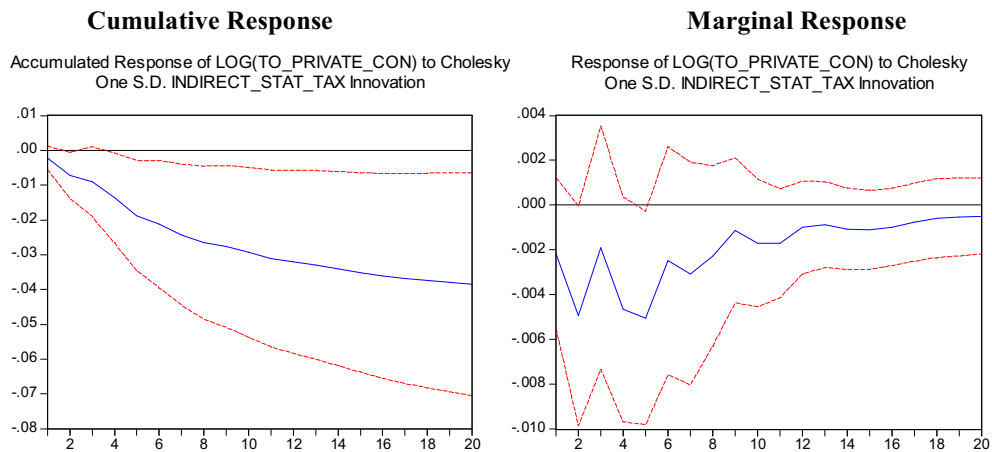 Cumulative Response
Accumulated Response of LOG(TO_PRIVATE_CON) to Cholesky
One S.D. INDIRECT_STAT_TAX Innovation
.01
.00
-.01
-.02
-.03
-.04
-.05
-.06
-.07
-.08
2 4 6 8 10 12 14 16 18 20
Marginal Response
Response of LOG(TO_PRIVATE_CON) to Cholesky
One S.D. INDIRECT_STAT_TAX Innovation
.004
.002
.000
-.002
-.004
-.006
-.008
-.010
2 4 6 8 10 12 14 16 18 20